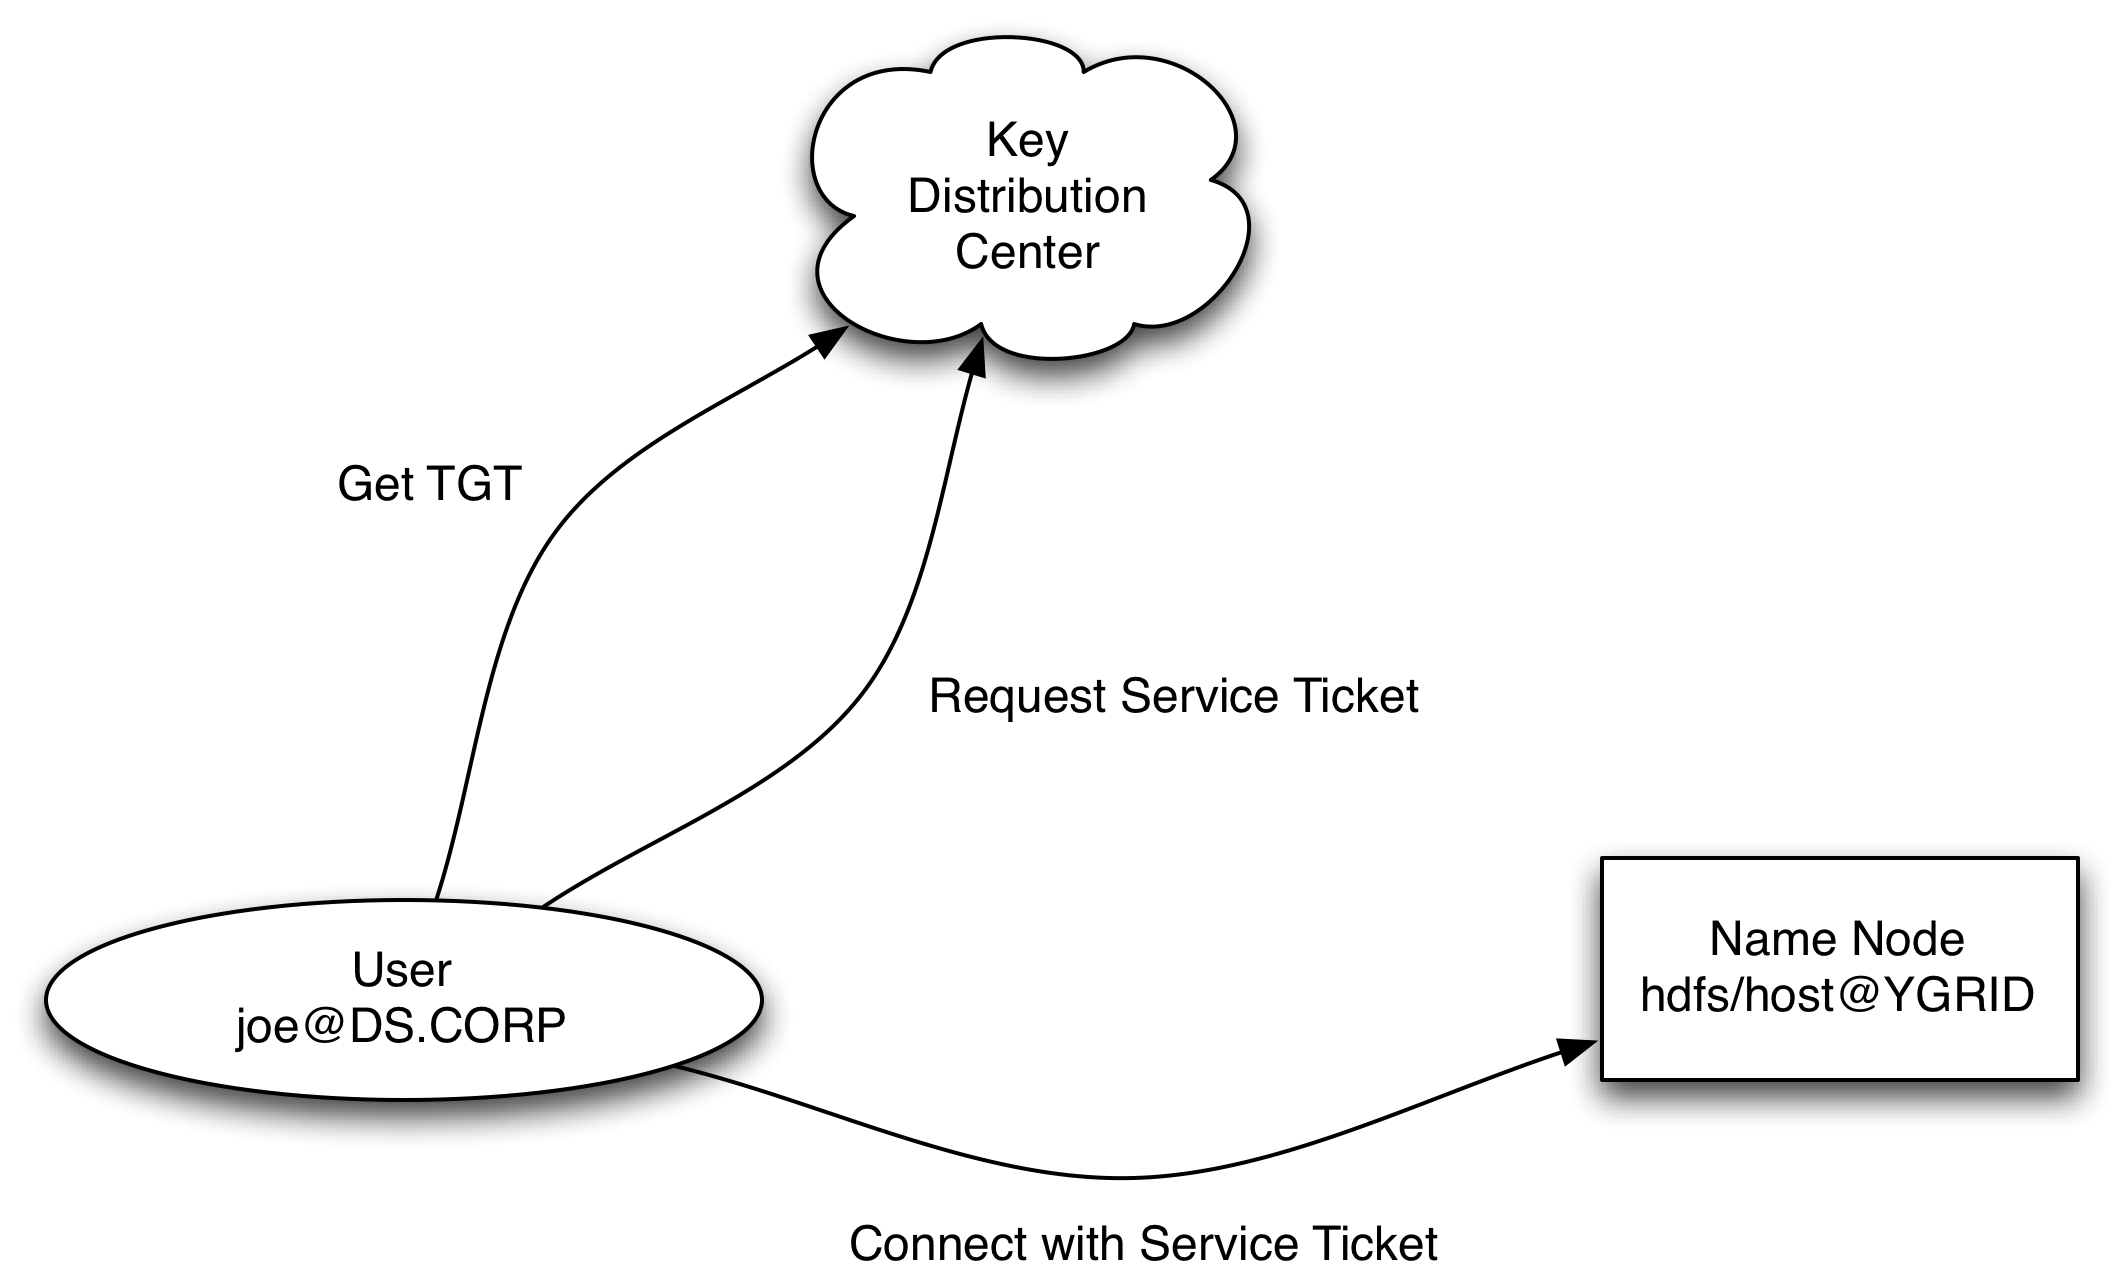 Key
Distribution
Center
Get TGT
Request Service Ticket
User
joe@DS.CORP
Name Node
hdfs/host@YGRID
Connect with Service Ticket